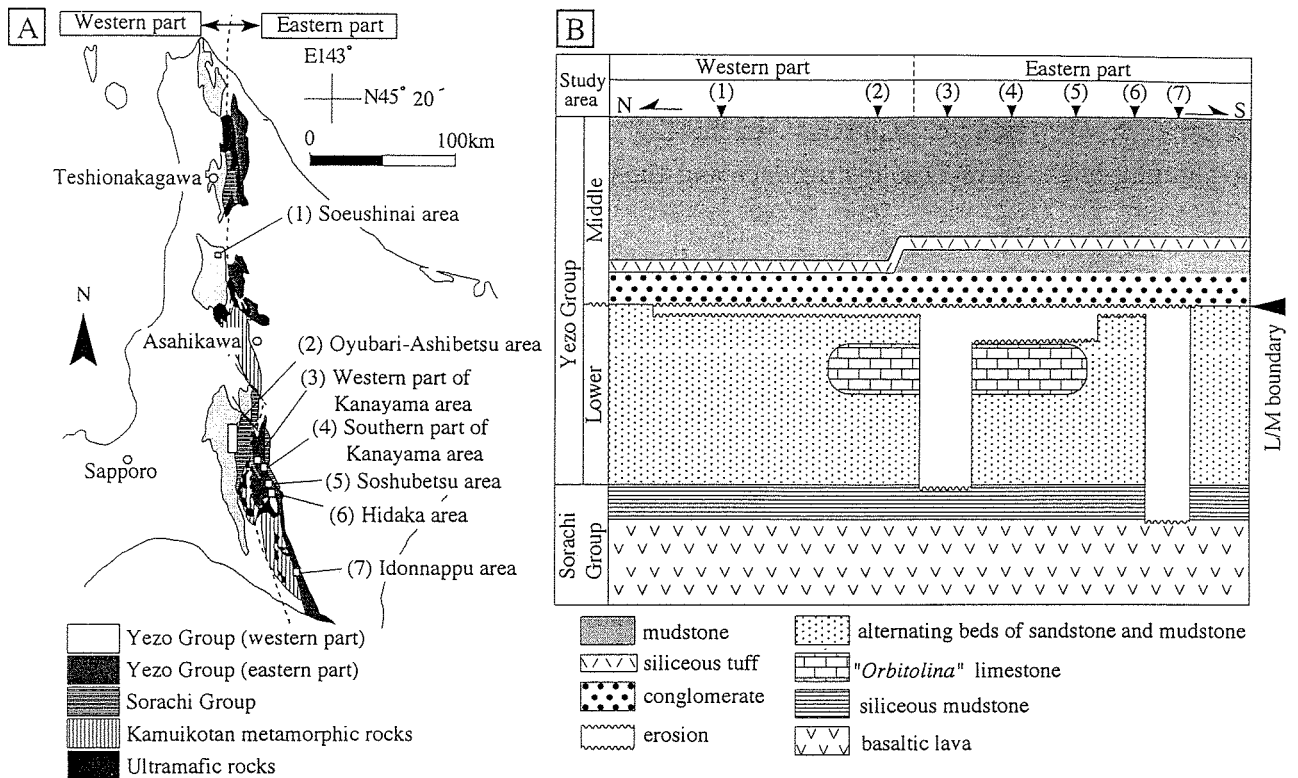 A
Western part
Eastern part
E143°
N45° 20´
0
100km
Teshionakagawa
(1) Soeushinai area
N
Asahikawa
(2) Oyubari-Ashibetsu area
(3) Western part of
Kanayama area
(4) Southern part of
Kanayama area
Sapporo
(5) Soshubetsu area
(6) Hidaka area
(7) Idonnappu area
Yezo Group (western part)
Yezo Group (eastern part)
Sorachi Group
Kamuikotan metamorphic rocks
Ultramafic rocks
B
Study
area
Western part
Eastern part
N
(1)
(2)
(3)
(4)
(5)
(6)
(7)
S
Yezo Group
Middle
Lower
Sorachi
Group
L/M boundary
mudstone
siliceous tuff
conglomerate
erosion
alternating beds of sandstone and mudstone
"Orbitolina" limestone
siliceous mudstone
basaltic lava